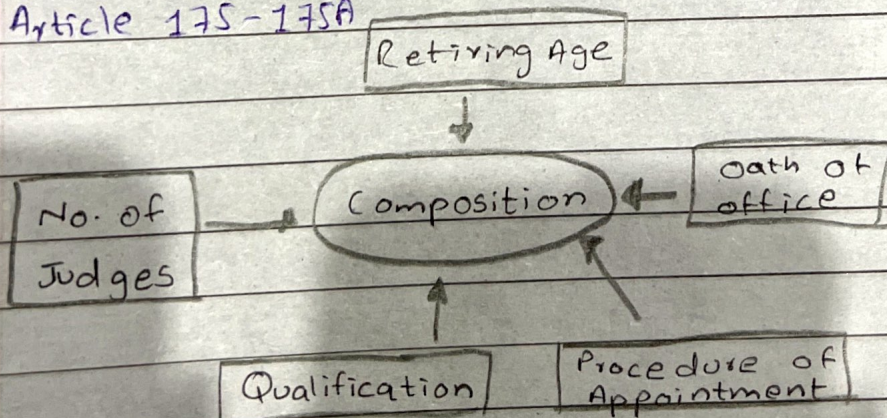 Article 175-175A
Retiring Age
No. of
Judges
Composition
Oath of
office
Qualification
Procedure of
Appointment